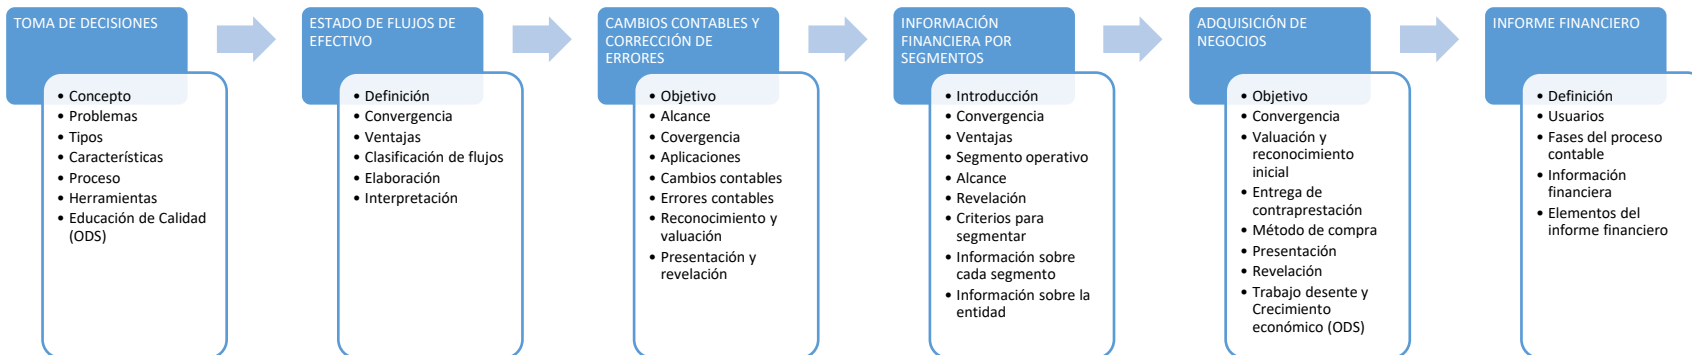 TOMA DE DECISIONES
• Concepto
• Problemas
• Tipos
• Características
• Proceso
• Herramientas
• Educación de Calidad
(ODS)
ESTADO DE FLUJOS DE
EFECTIVO
• Definición
• Convergencia
• Ventajas
• Clasificación de flujos
• Elaboración
• Interpretación
CAMBIOS CONTABLES Y
CORRECCIÓN DE
ERRORES
• Objetivo
• Alcance
• Covergencia
• Aplicaciones
• Cambios contables
• Errores contables
• Reconocimiento y
valuación
• Presentación y
revelación
INFORMACIÓN
FINANCIERA POR
SEGMENTOS
• Introducción
• Convergencia
• Ventajas
• Segmento operativo
• Alcance
• Revelación
• Criterios para
segmentar
• Información sobre
cada segmento
• Información sobre la
entidad
ADQUISICIÓN DE
NEGOCIOS
• Objetivo
• Convergencia
• Valuación y
reconocimiento
inicial
• Entrega de
contraprestación
• Método de compra
• Presentación
• Revelación
• Trabajo desente y
Crecimiento
económico (ODS)
INFORME FINANCIERO
• Definición
• Usuarios
• Fases del proceso
contable
• Información
financiera
• Elementos del
informe financiero